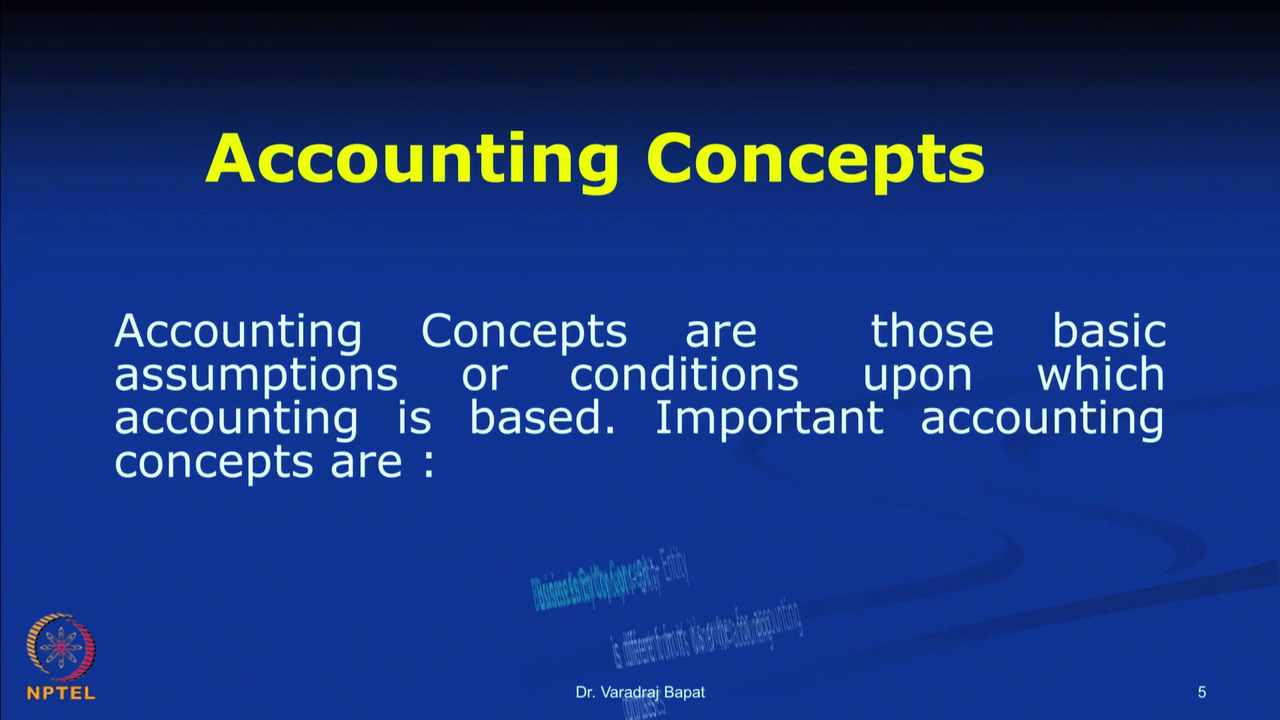 Accounting Concepts
Accounting Concepts are those basic
assumptions or conditions upon which
accounting is based. Important accounting
concepts are :
Entity
NPTEL
Dr. Varadraj Bapat
5